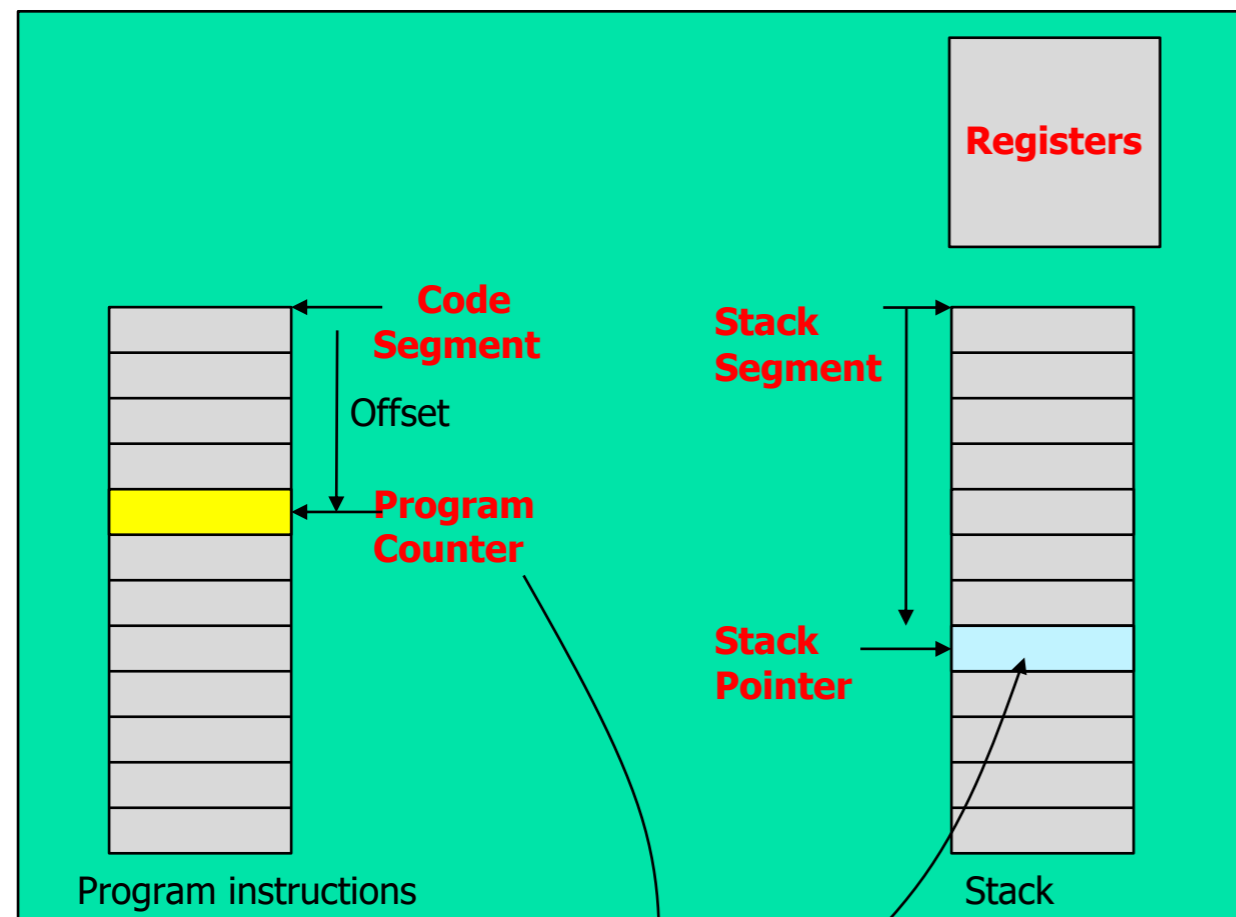 Registers
Code
Segment
Stack
Segment
Offset
Program
Counter
Stack
Pointer
Program instructions
Stack